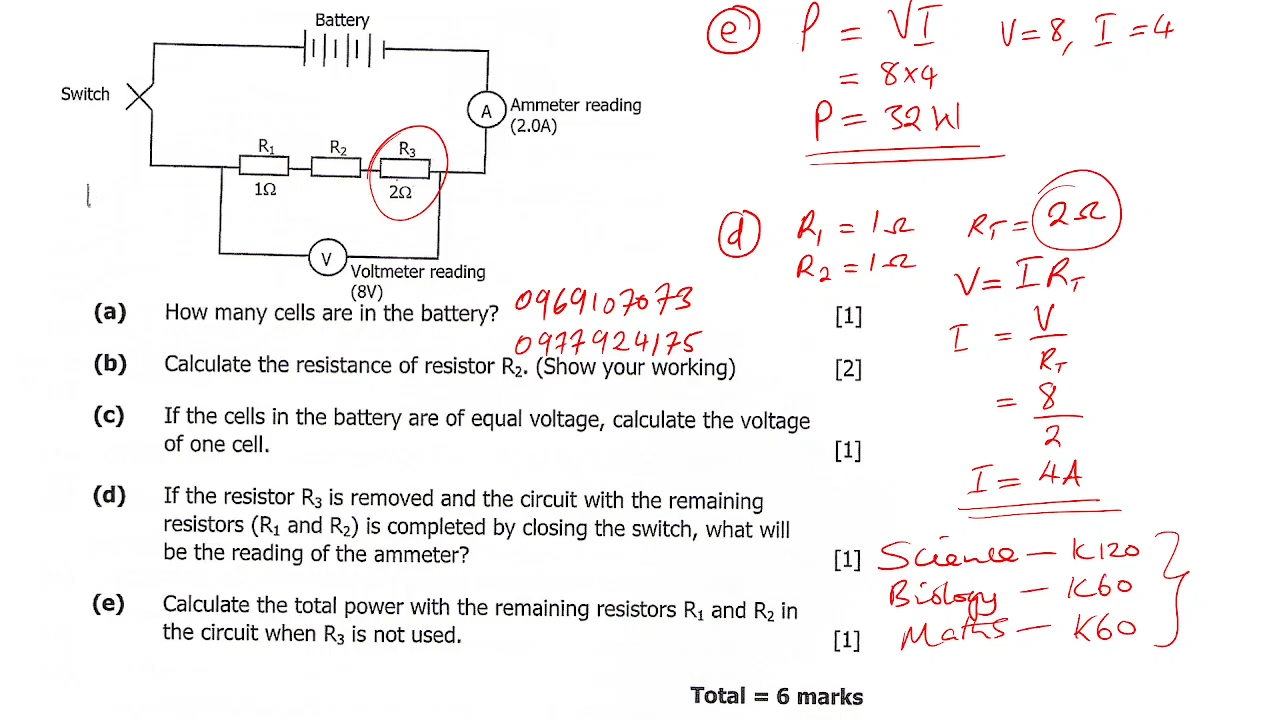 Battery
Switch
A
Ammeter reading
(2.0A)
R₁
R₂
R₃
1Ω
2Ω
V
Voltmeter reading
(8V)
(a) How many cells are in the battery? [1]
0969107073
0977924175
(b) Calculate the resistance of resistor R₂. (Show your working) [2]
(c) If the cells in the battery are of equal voltage, calculate the voltage
of one cell. [1]
(d) If the resistor R₃ is removed and the circuit with the remaining
resistors (R₁ and R₂) is completed by closing the switch, what will
be the reading of the ammeter? [1]
(e) Calculate the total power with the remaining resistors R₁ and R₂ in
the circuit when R₃ is not used. [1]
Total = 6 marks
(e) P = VI V=8, I=4
= 8×4
P = 32W
(d) R₁ = 1Ω R_T = 2Ω
R₂ = 1Ω
V = IR_T
I = V/R_T
= 8/2
I = 4A
Science – K120
Biology – K60
Maths – K60